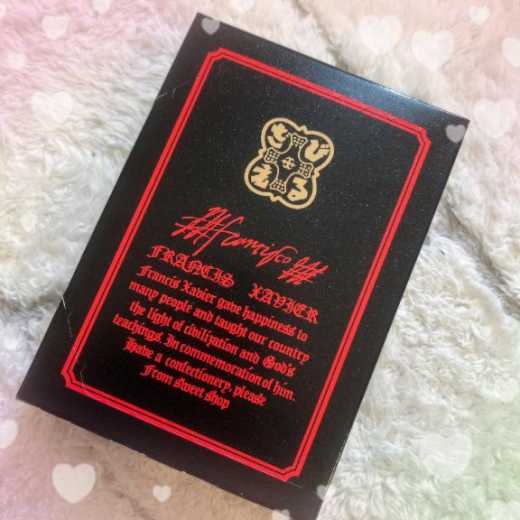 ざびえる
Francisco
FRANCIS XAVIER
Francis Xavier gave happiness to
many people and taught our country
the light of civilization and God's
teachings. In commemoration of him.
Have a confectionery, please
From sweet shop